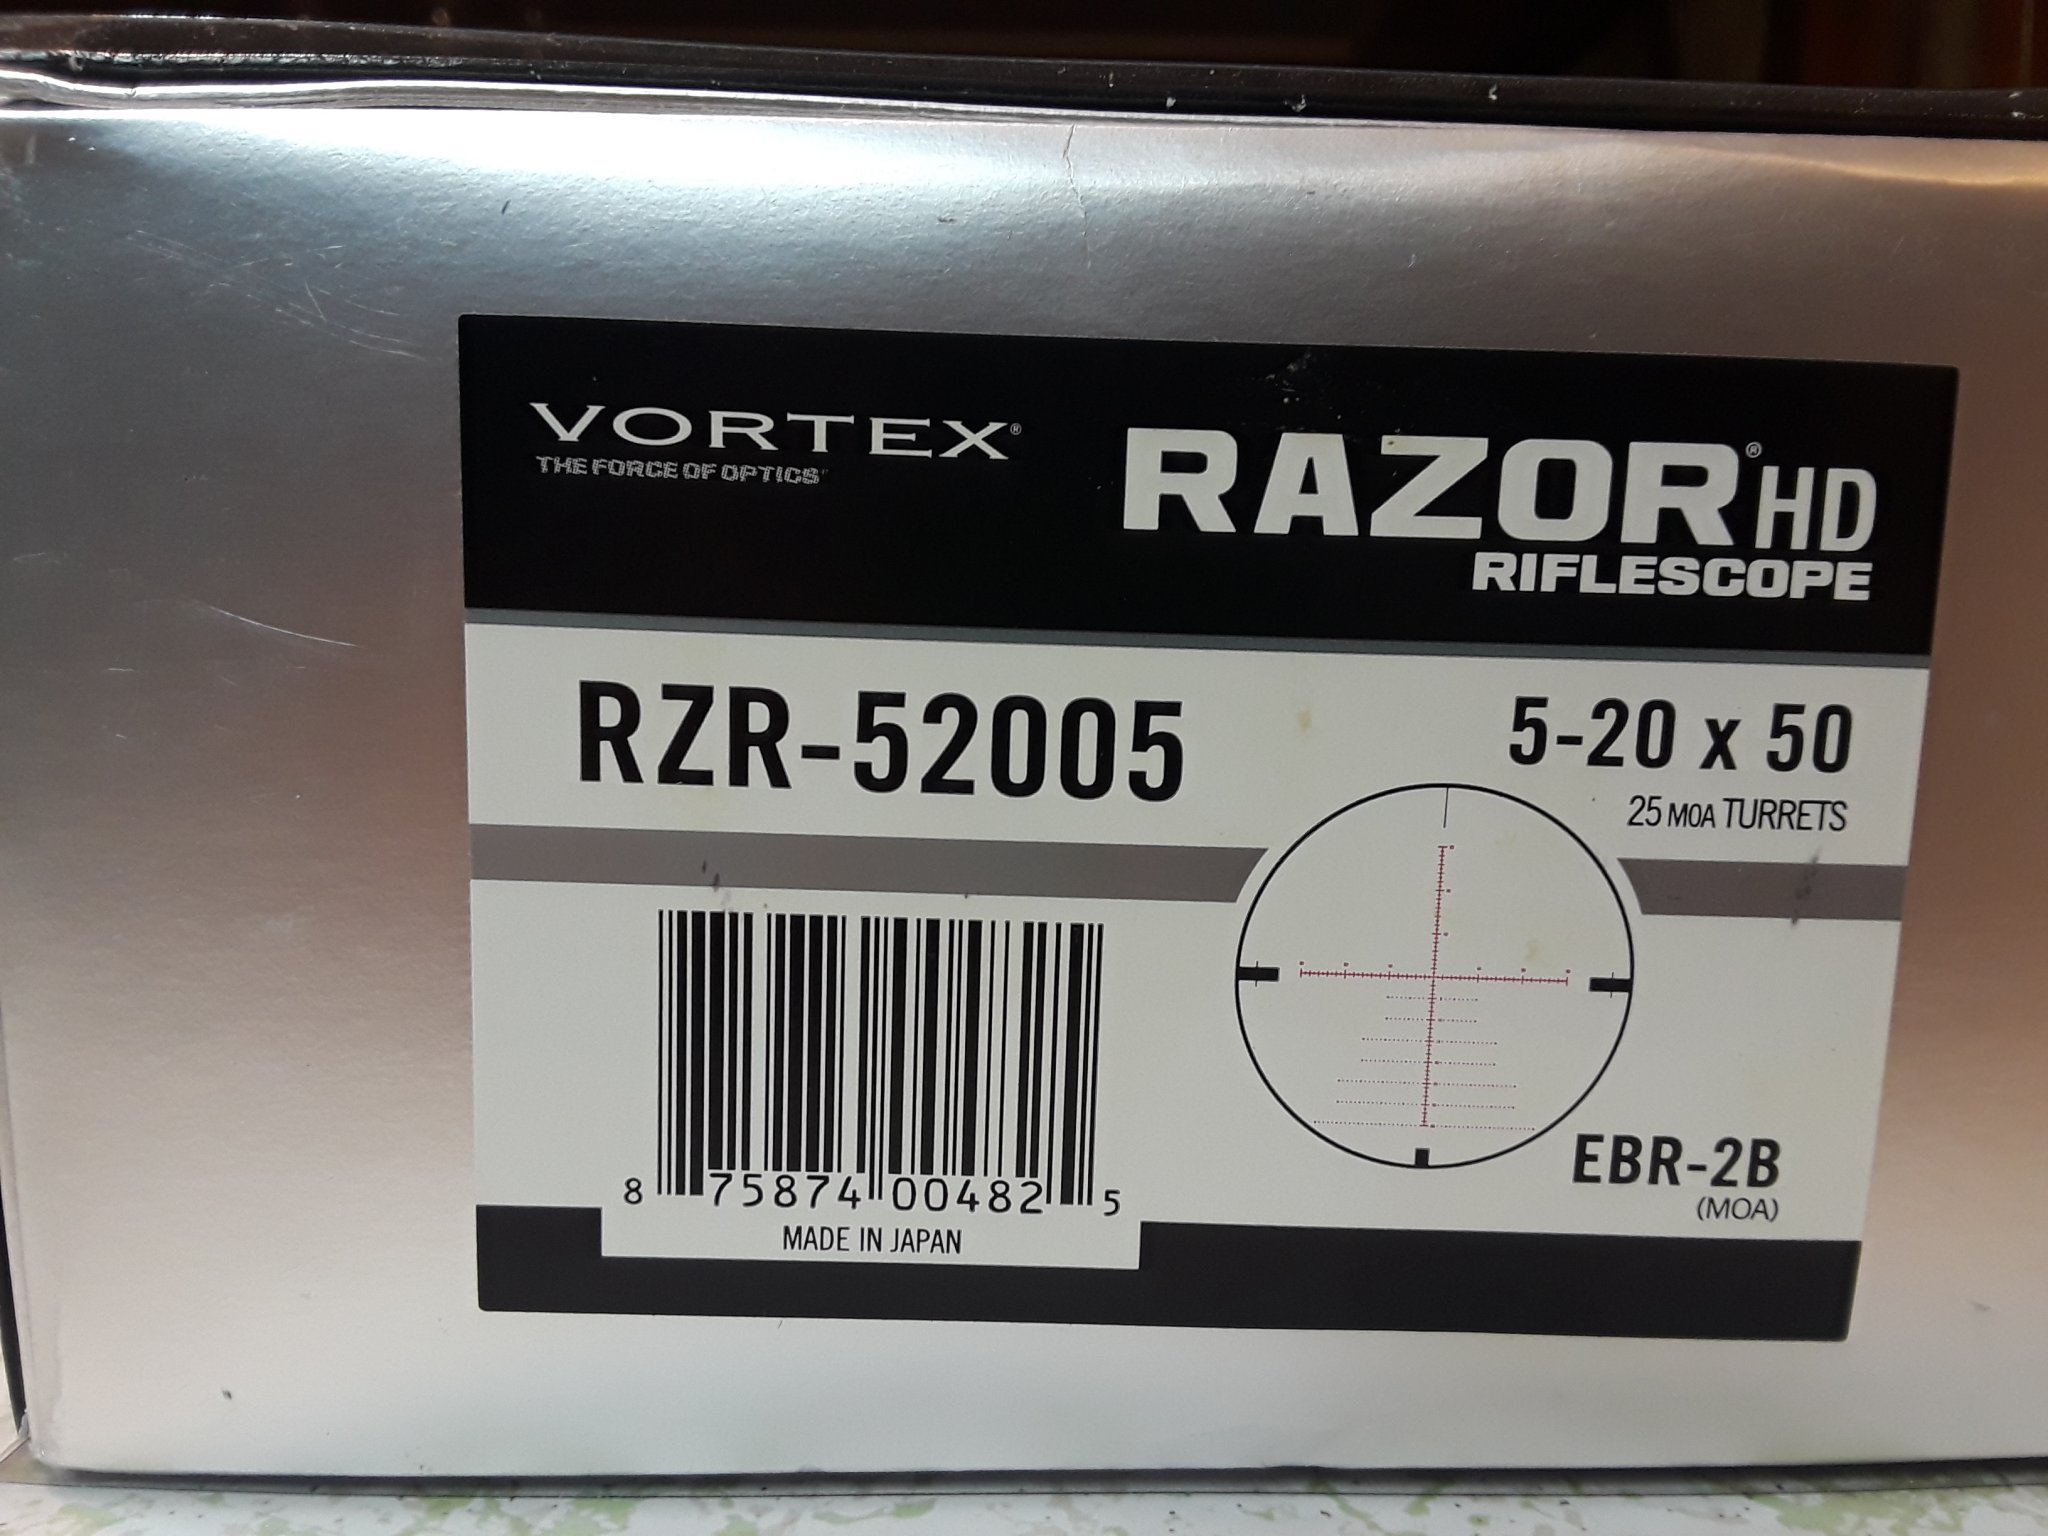 VORTEX®
THE FORCE OF OPTICS
RAZOR® HD
RIFLESCOPE
RZR-52005
5-20 x 50
25 MOA TURRETS
EBR-2B
(MOA)
8 75874 00482 5
MADE IN JAPAN